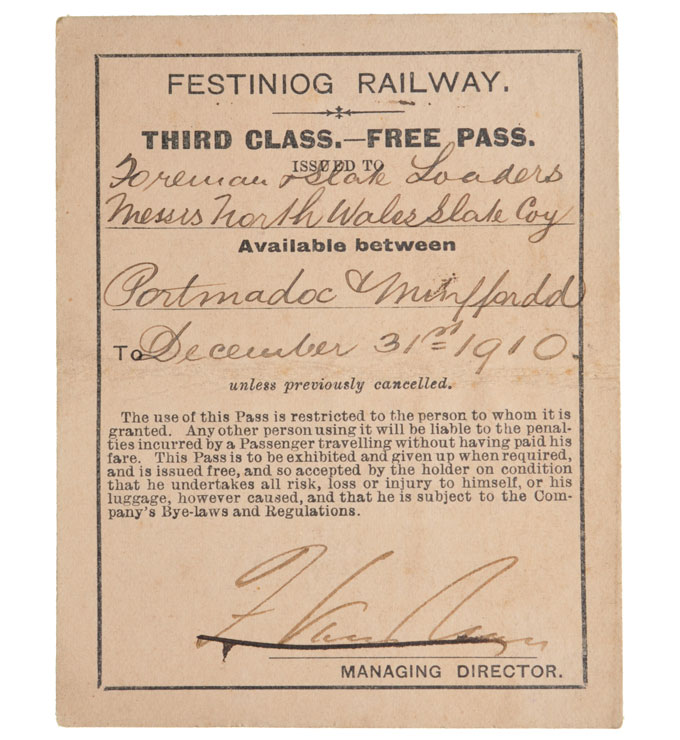 FESTINIOG RAILWAY.
THIRD CLASS.—FREE PASS.
ISSUED TO
Foreman & Slate Loaders
Messrs North Wales Slate Coy
Available between
Portmadoc & Minffordd
To December 31st 1910.
unless previously cancelled.
The use of this Pass is restricted to the person to whom it is
granted. Any other person using it will be liable to the penal-
ties incurred by a Passenger travelling without having paid his
fare. This Pass is to be exhibited and given up when required,
and is issued free, and so accepted by the holder on condition
that he undertakes all risk, loss or injury to himself, or his
luggage, however caused, and that he is subject to the Com-
pany's Bye-laws and Regulations.
MANAGING DIRECTOR.